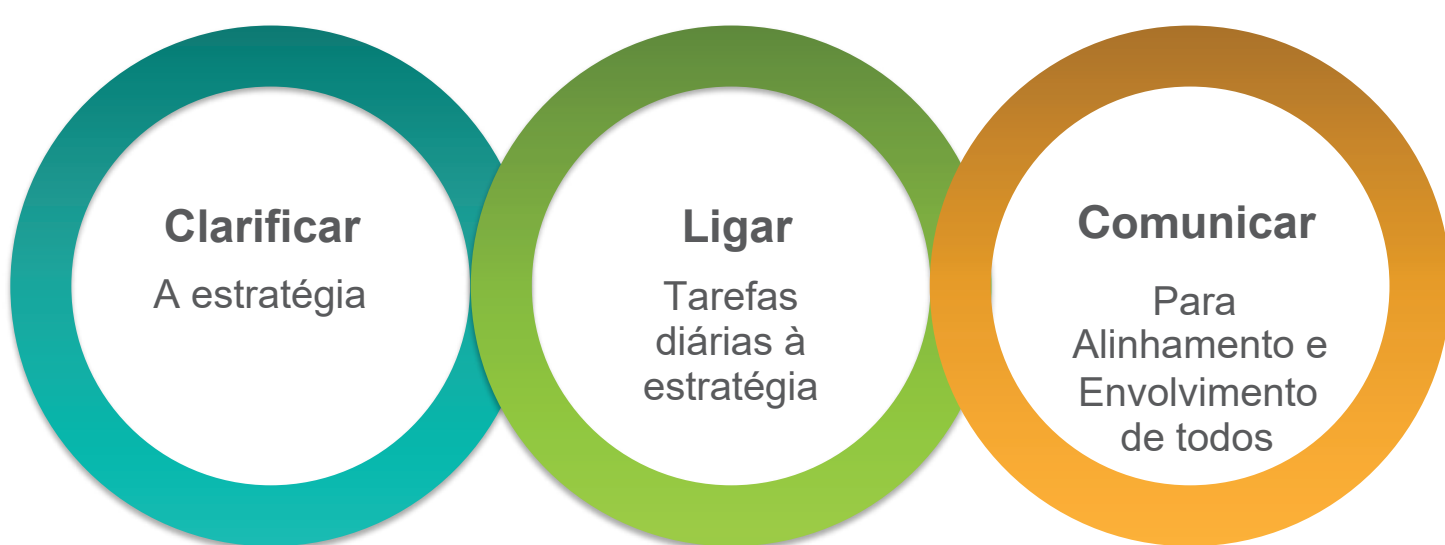 Clarificar
A estratégia
Ligar
Tarefas
diárias à
estratégia
Comunicar
Para
Alinhamento e
Envolvimento
de todos